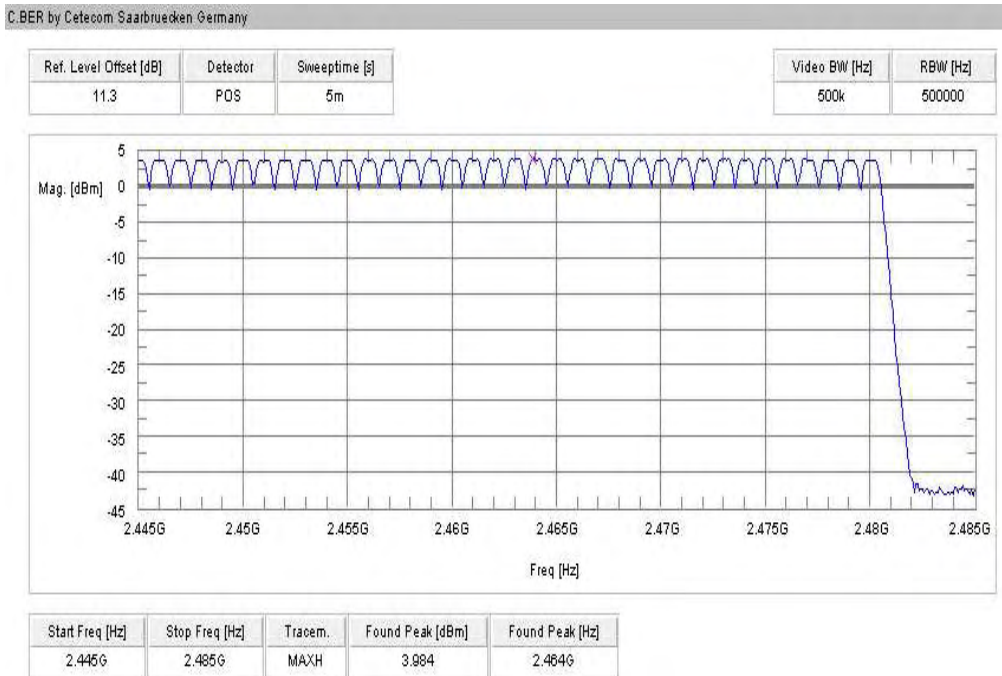 C.BER by Cetecom Saarbruecken Germany
Ref. Level Offset [dB] Detector Sweeptime [s] Video BW [Hz] RBW [Hz]
11.3 POS 5m 500k 500000
5
Mag. [dBm] 0
-5
-10
-15
-20
-25
-30
-35
-40
-45
2.445G 2.45G 2.455G 2.46G 2.465G 2.47G 2.475G 2.48G 2.485G
Freq [Hz]
Start Freq [Hz] Stop Freq [Hz] Tracem. Found Peak [dBm] Found Peak [Hz]
2.445G 2.485G MAXH 3.984 2.464G